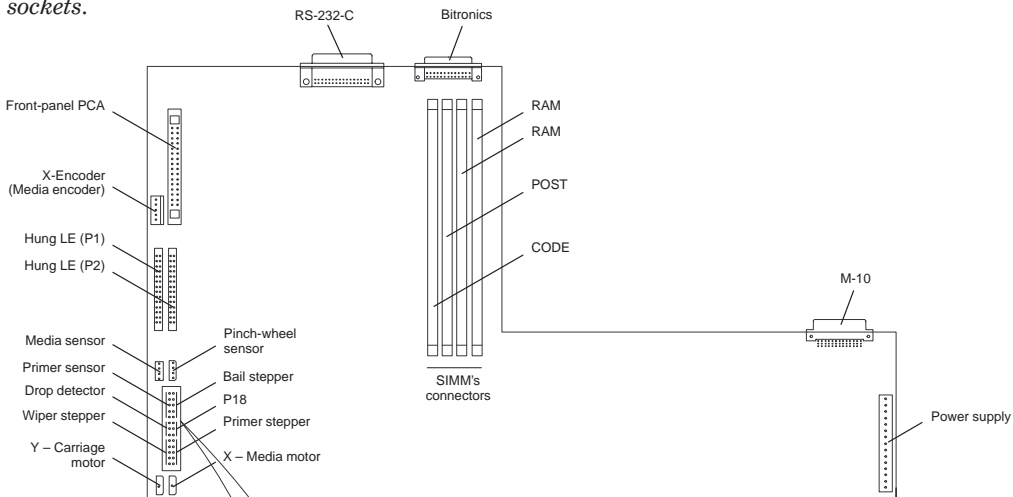 sockets.
RS-232-C
Bitronics
Front-panel PCA
RAM
RAM
X-Encoder
(Media encoder)
POST
Hung LE (P1)
CODE
Hung LE (P2)
M-10
Media sensor
Pinch-wheel
sensor
Primer sensor
Bail stepper
SIMM's
connectors
Drop detector
P18
Wiper stepper
Primer stepper
Power supply
Y – Carriage
motor
X – Media motor